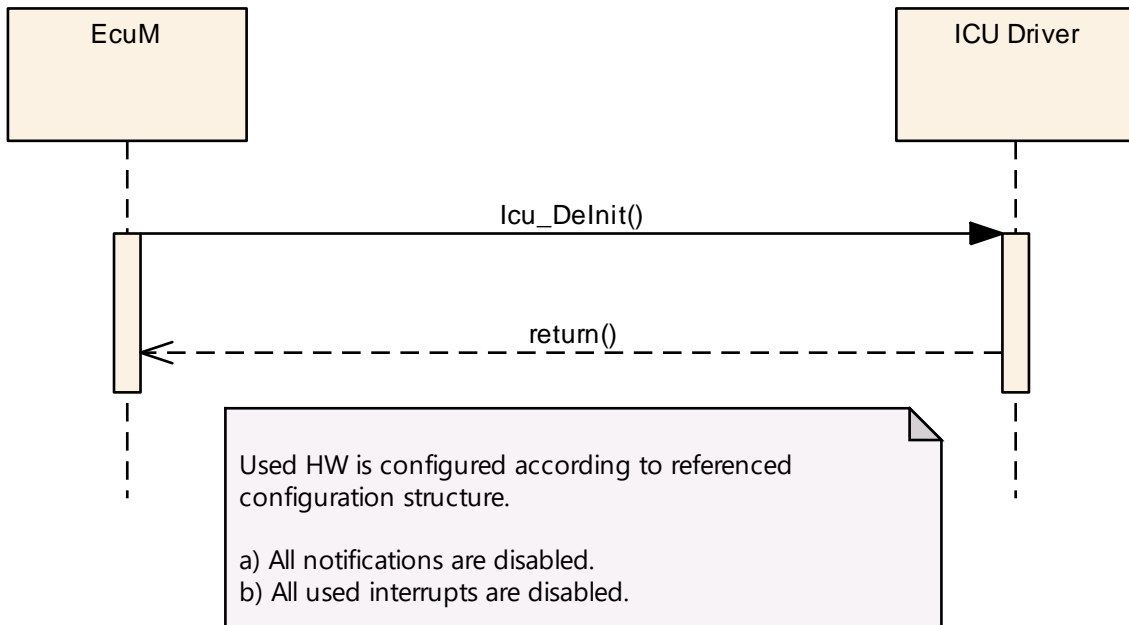 EcuM
ICU Driver
Icu_DeInit()
return()
Used HW is configured according to referenced
configuration structure.
a) All notifications are disabled.
b) All used interrupts are disabled.